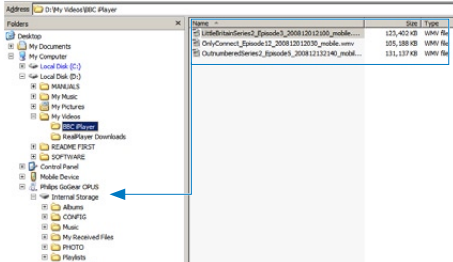 Address D:\My Videos\BBC iPlayer
Folders ×
Desktop
My Documents
My Computer
Local Disk (C:)
Local Disk (D:)
MANUALS
My Music
My Pictures
My Videos
BBC iPlayer
RealPlayer Downloads
README FIRST
SOFTWARE
Control Panel
Mobile Device
Philips GoGear OPUS
Internal Storage
Albums
CONFIG
Music
My Received Files
PHOTO
Playlists
Name Size Type
LittleBritainSeries2_Episode3_200812012100_mobile.... 123,402 KB WMV file
OnlyConnect_Episode12_200812012030_mobile.wmv 105,188 KB WMV file
OutnumberedSeries2_Episode5_200812132140_mobil... 131,137 KB WMV file